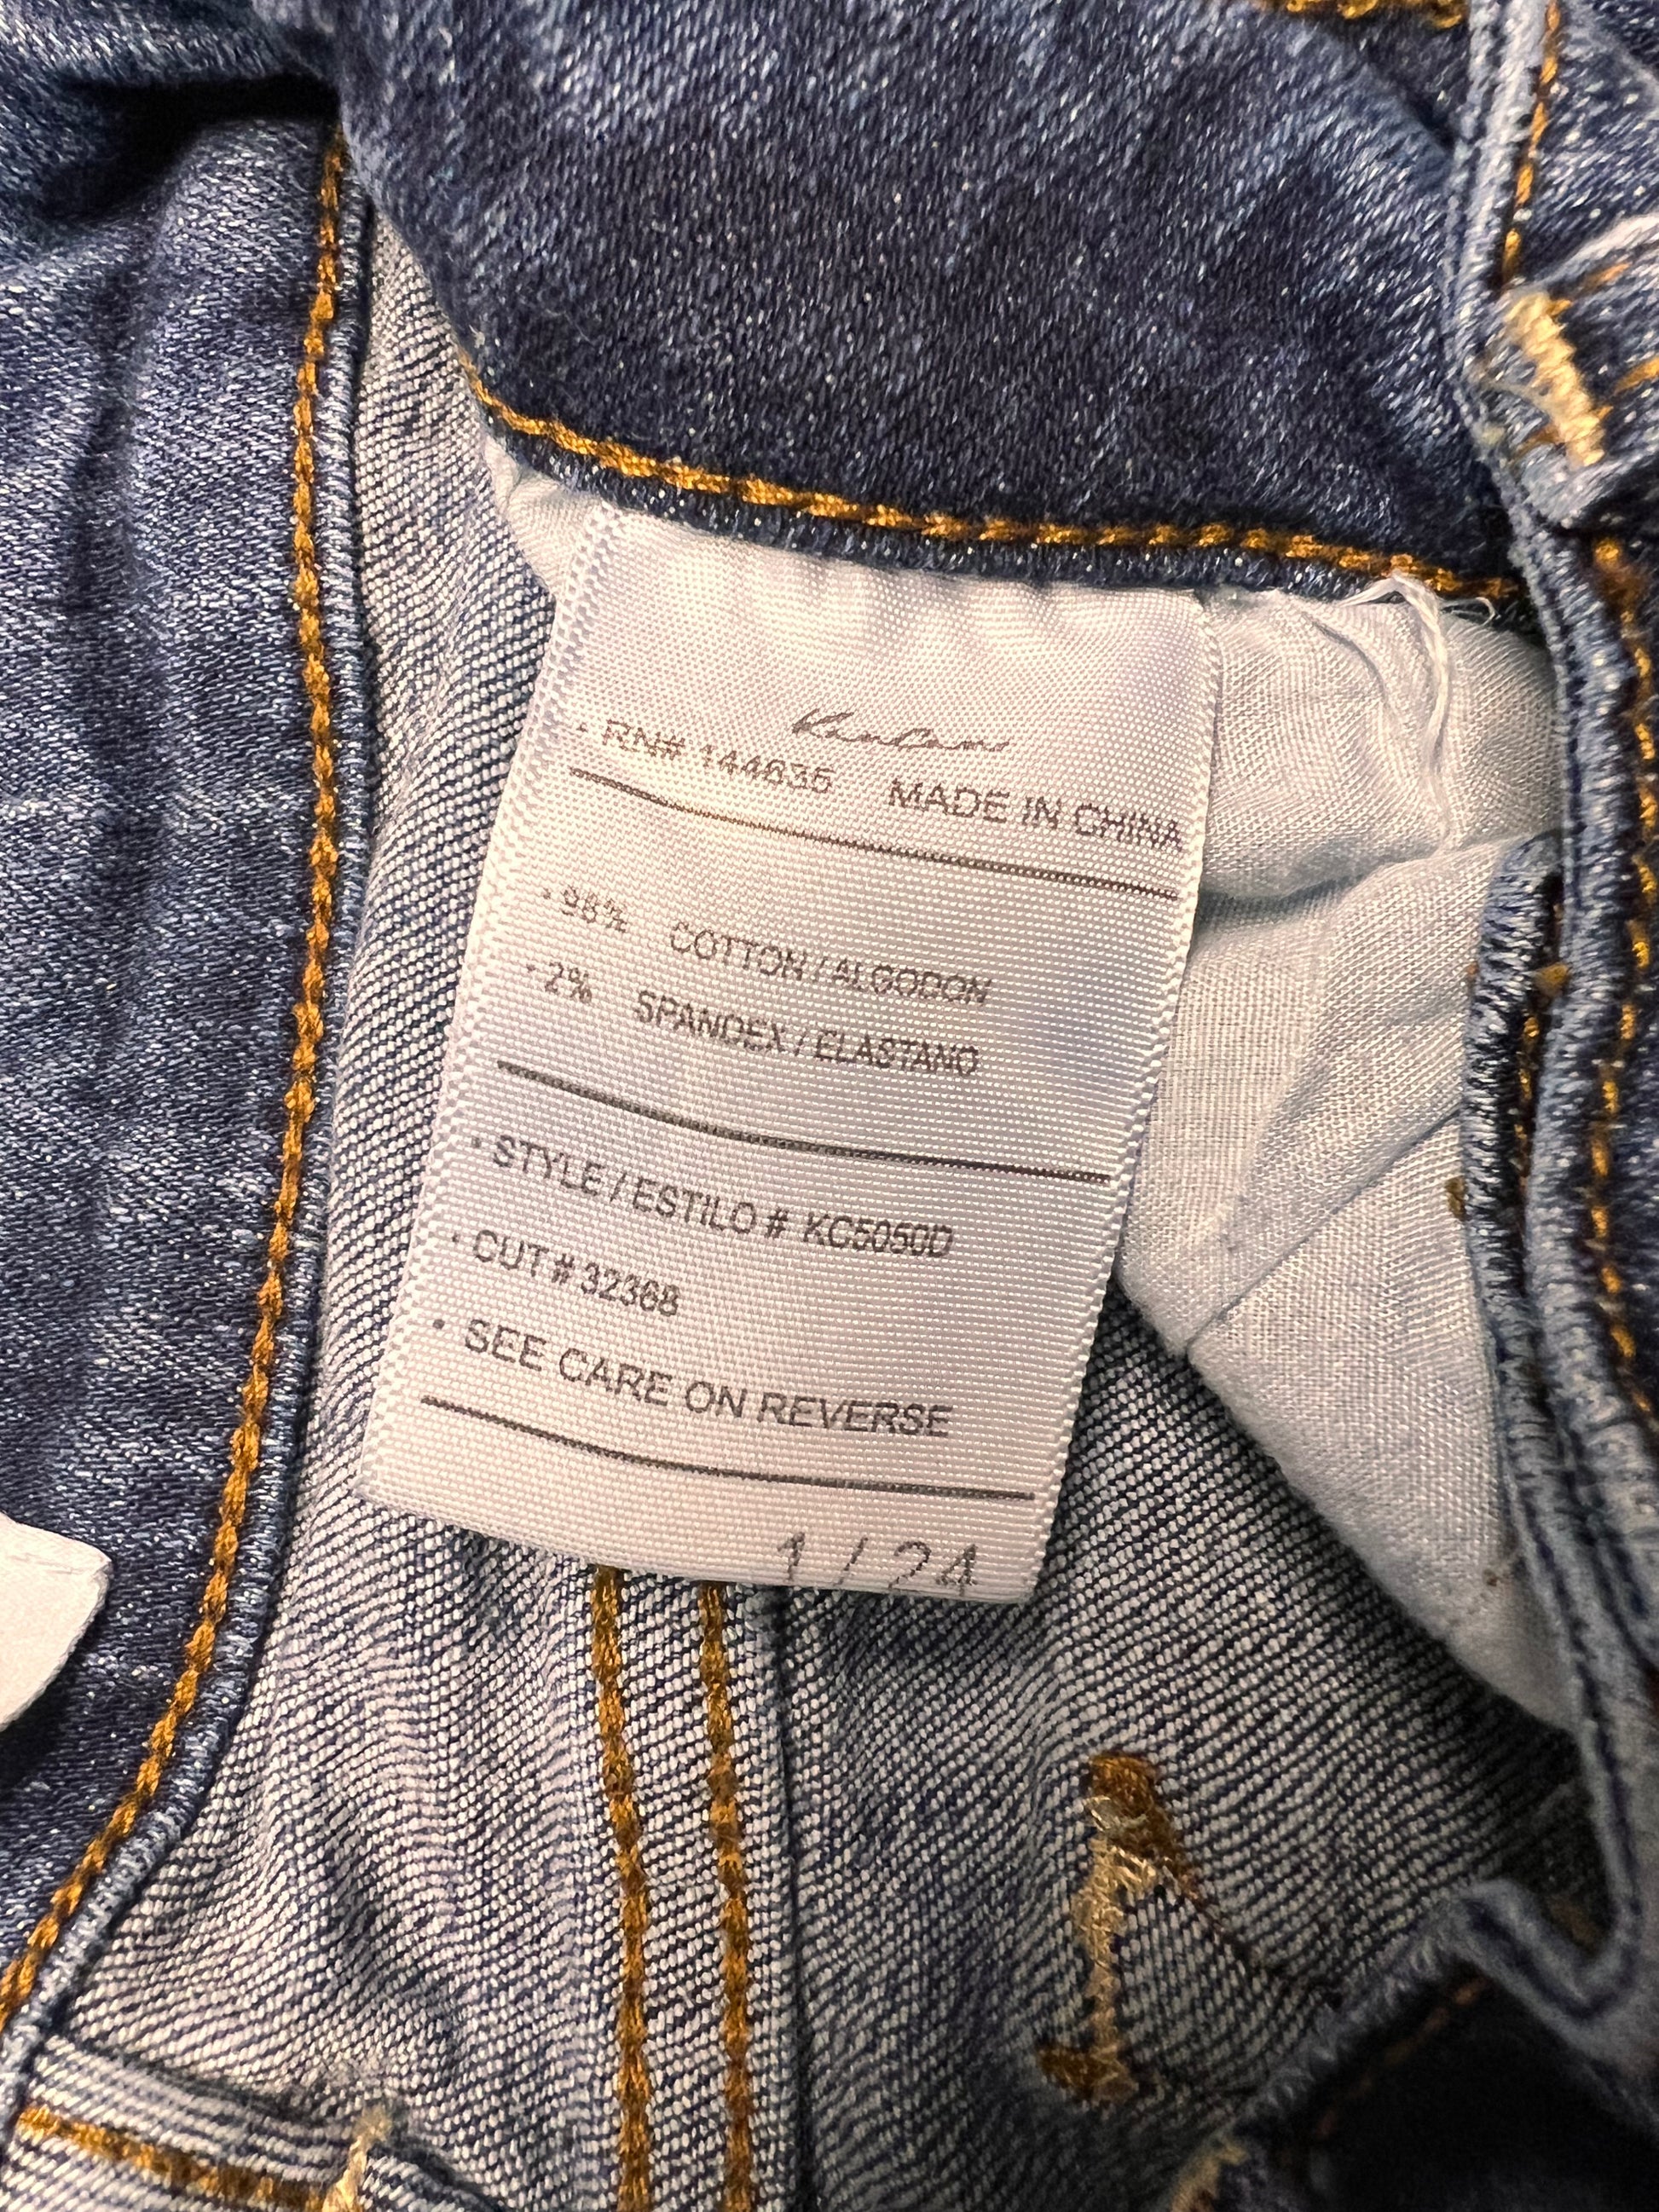 KanCan
· RN# 144635 MADE IN CHINA
· 98% COTTON / ALGODON
· 2% SPANDEX / ELASTANO
· STYLE / ESTILO # KC5050D
· CUT # 32368
· SEE CARE ON REVERSE
1 / 24